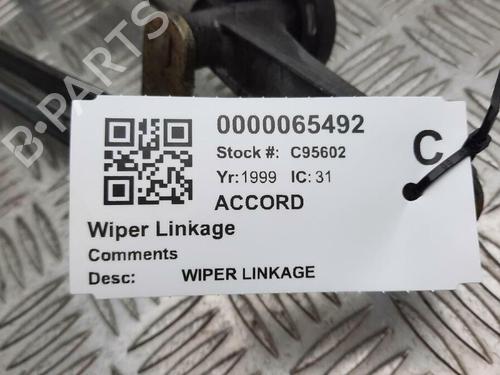 B-PARTS
0000065492
Stock #: C95602
C
Yr: 1999 IC: 31
ACCORD
Wiper Linkage
Comments
Desc: WIPER LINKAGE